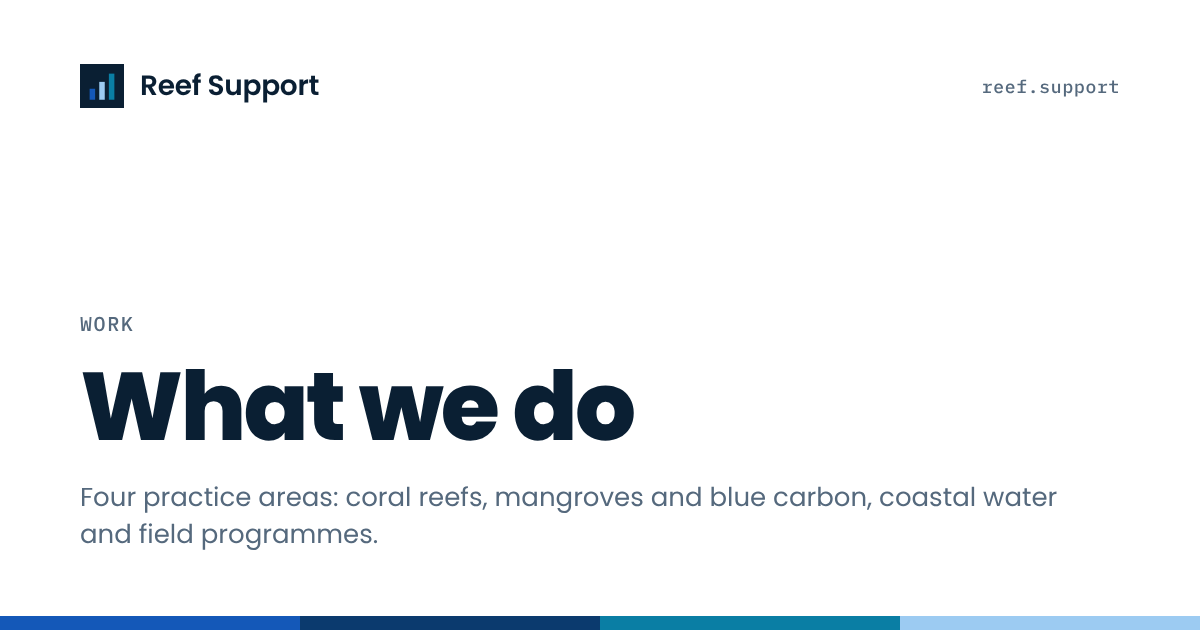 Reef Support
reef.support
WORK
What we do
Four practice areas: coral reefs, mangroves and blue carbon, coastal water
and field programmes.